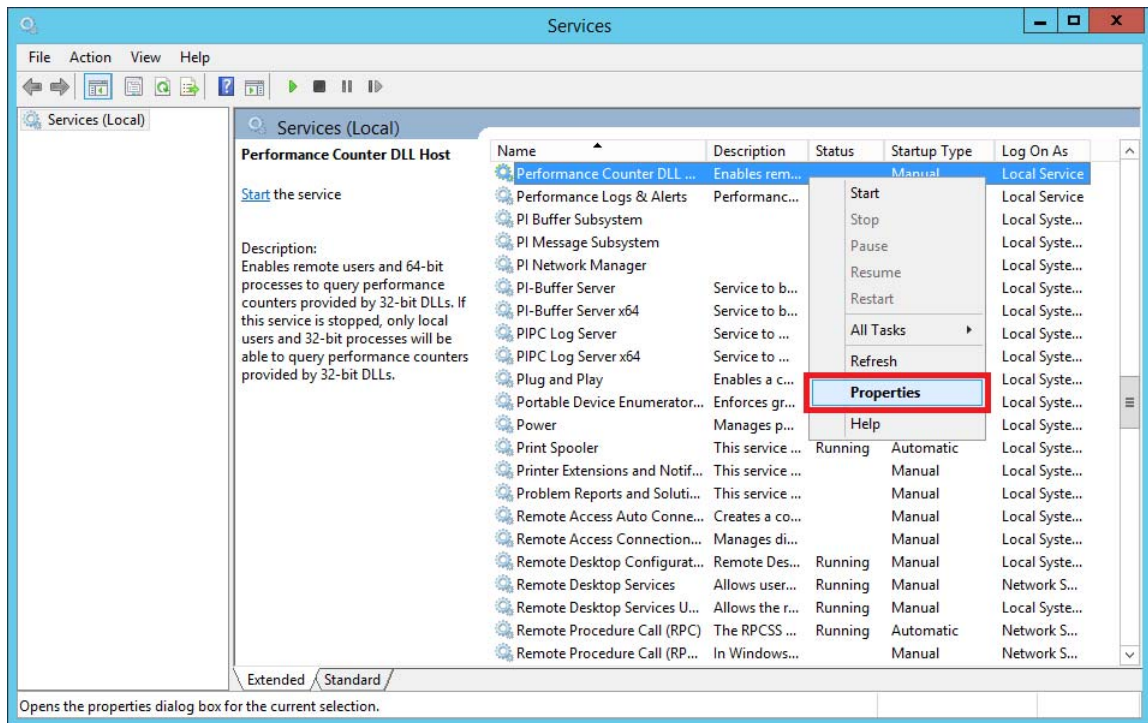 Services
File Action View Help
Services (Local)
Services (Local)
Performance Counter DLL Host
Start the service
Description:
Enables remote users and 64-bit
processes to query performance
counters provided by 32-bit DLLs. If
this service is stopped, only local
users and 32-bit processes will be
able to query performance counters
provided by 32-bit DLLs.
Name Description Status Startup Type Log On As
Performance Counter DLL ... Enables rem... Manual Local Service
Performance Logs & Alerts Performanc... Local Service
PI Buffer Subsystem Local Syste...
PI Message Subsystem Local Syste...
PI Network Manager Local Syste...
PI-Buffer Server Service to b... Local Syste...
PI-Buffer Server x64 Service to b... Local Syste...
PIPC Log Server Service to ... Local Syste...
PIPC Log Server x64 Service to ... Local Syste...
Plug and Play Enables a c... Local Syste...
Portable Device Enumerator... Enforces gr... Local Syste...
Power Manages p... Local Syste...
Print Spooler This service ... Running Automatic Local Syste...
Printer Extensions and Notif... This service ... Manual Local Syste...
Problem Reports and Soluti... This service ... Manual Local Syste...
Remote Access Auto Conne... Creates a co... Manual Local Syste...
Remote Access Connection... Manages di... Manual Local Syste...
Remote Desktop Configurat... Remote Des... Running Manual Local Syste...
Remote Desktop Services Allows user... Running Manual Network S...
Remote Desktop Services U... Allows the r... Running Manual Local Syste...
Remote Procedure Call (RPC) The RPCSS ... Running Automatic Network S...
Remote Procedure Call (RP... In Windows... Manual Network S...
Start
Stop
Pause
Resume
Restart
All Tasks
Refresh
Properties
Help
Extended Standard
Opens the properties dialog box for the current selection.